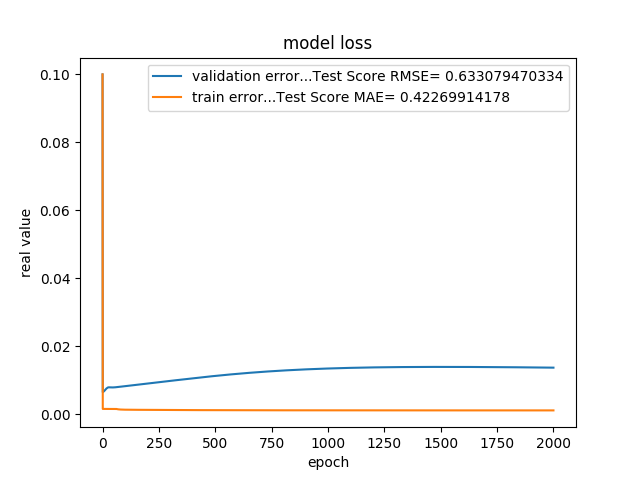 model loss
validation error...Test Score RMSE= 0.633079470334
train error...Test Score MAE= 0.42269914178
real value
0.10
0.08
0.06
0.04
0.02
0.00
0 250 500 750 1000 1250 1500 1750 2000
epoch